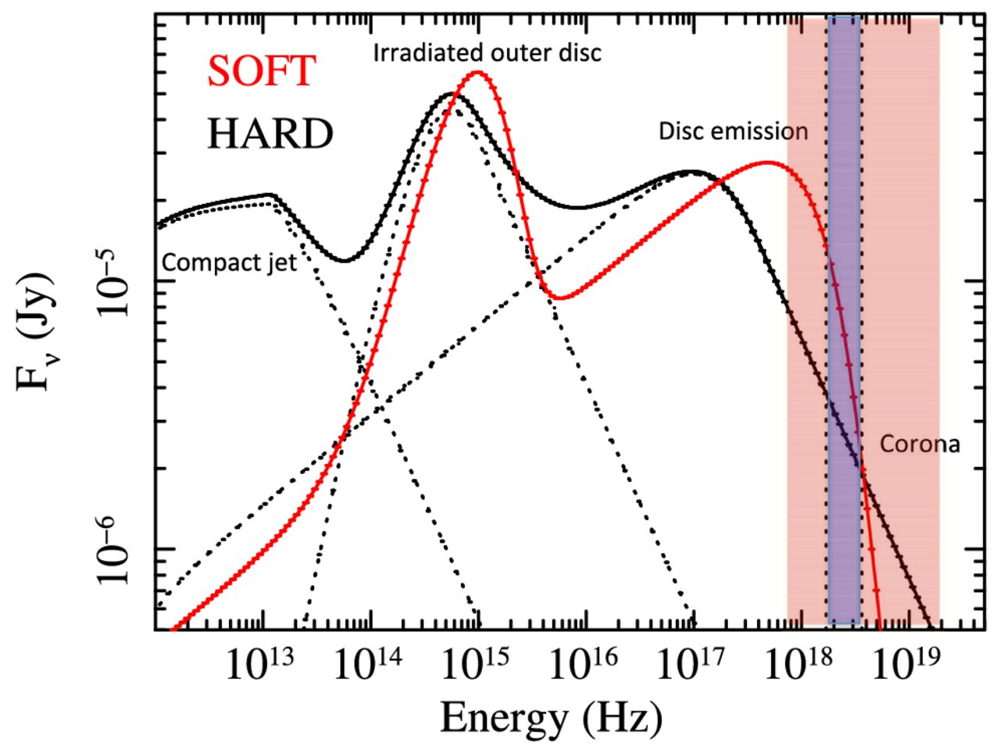 Irradiated outer disc
SOFT
HARD
Disc emission
Compact jet
Corona
F_ν (Jy)
10⁻⁵
10⁻⁶
10¹³ 10¹⁴ 10¹⁵ 10¹⁶ 10¹⁷ 10¹⁸ 10¹⁹
Energy (Hz)